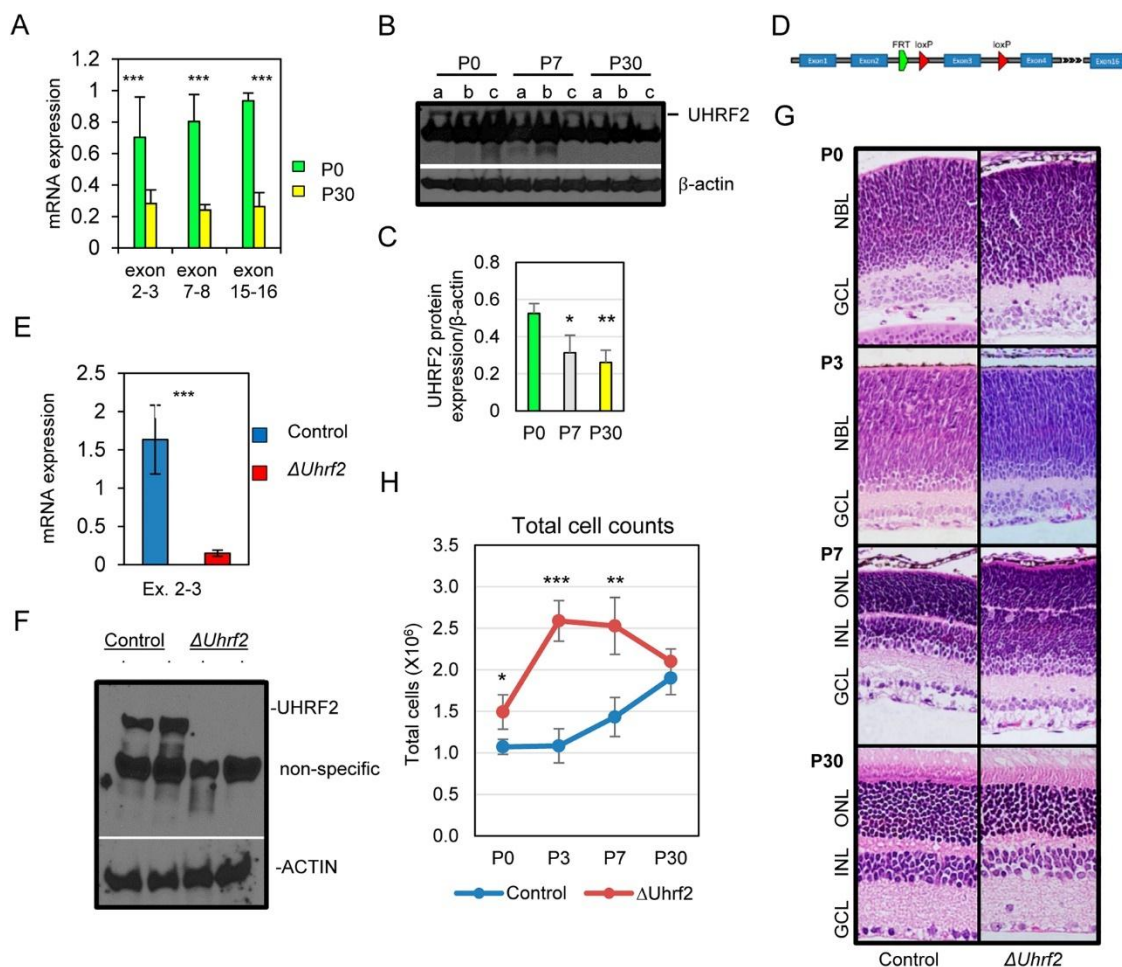 A
mRNA expression
1.2
1
0.8
0.6
0.4
0.2
0
***
***
***
exon 2-3
exon 7-8
exon 15-16
P0
P30
B
P0 P7 P30
a b c a b c a b c
UHRF2
β-actin
C
UHRF2 protein
expression/β-actin
0.8
0.6
0.4
0.2
0
*
**
P0 P7 P30
D
FRT loxP loxP
Exon1 Exon2 Exon3 Exon4 Exon16
E
mRNA expression
2.5
2
1.5
1
0.5
0
***
Ex. 2-3
Control
ΔUhrf2
F
Control ΔUhrf2
-UHRF2
non-specific
-ACTIN
G
P0
NBL
GCL
P3
NBL
GCL
P7
ONL
INL
GCL
P30
ONL
INL
GCL
Control ΔUhrf2
H
Total cell counts
Total cells (X10⁶)
3.5
3.0
2.5
2.0
1.5
1.0
0.5
0.0
*
***
**
P0 P3 P7 P30
Control ΔUhrf2